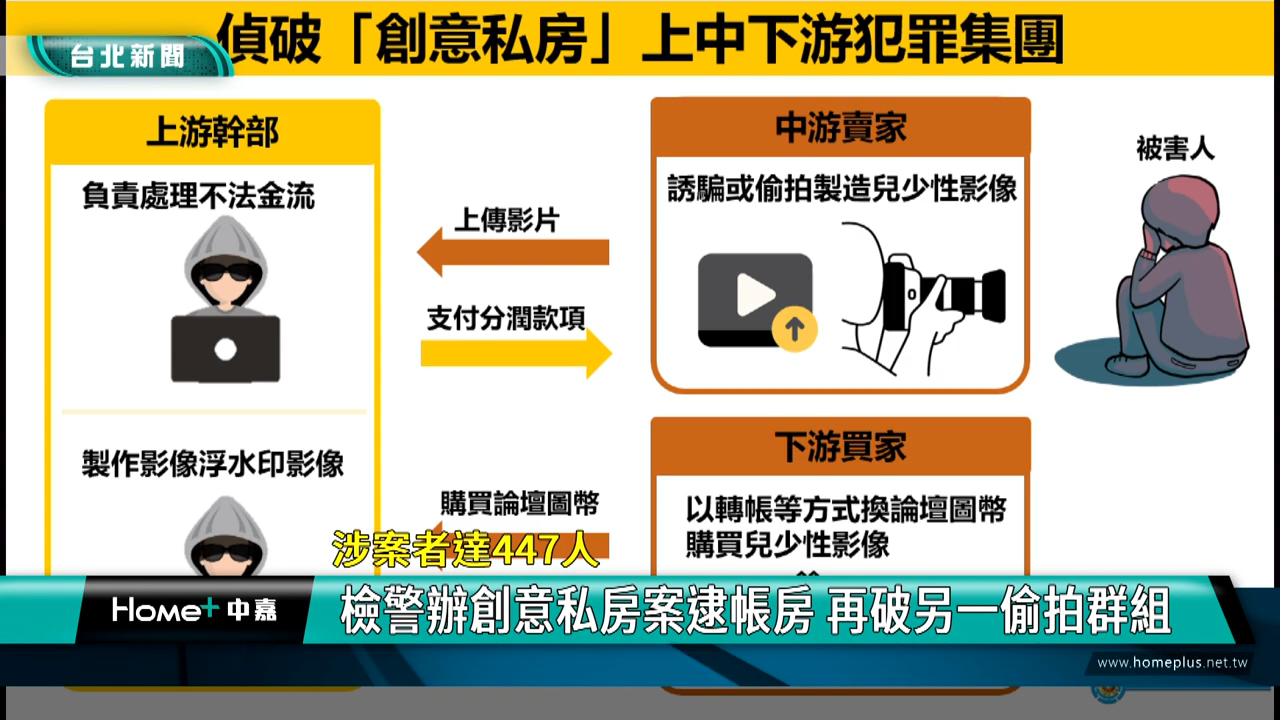 偵破「創意私房」上中下游犯罪集團
台北新聞
上游幹部
負責處理不法金流
製作影像浮水印影像
上傳影片
支付分潤款項
購買論壇圖幣
中游賣家
誘騙或偷拍製造兒少性影像
被害人
下游買家
以轉帳等方式換論壇圖幣
購買兒少性影像
涉案者達447人
Home+中嘉
檢警辦創意私房案逮帳房 再破另一偷拍群組
www.homeplus.net.tw